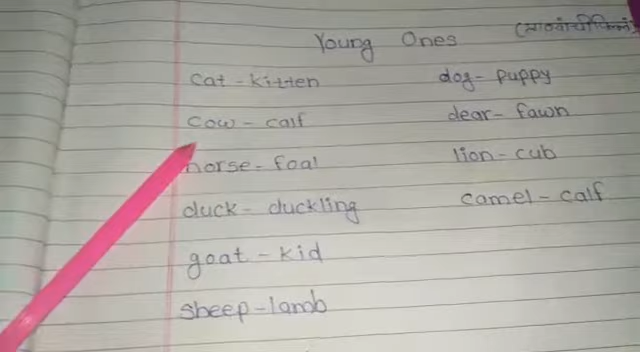 Young Ones
cat - kitten
cow - calf
horse - foal
duck - duckling
goat - kid
sheep - lamb
dog - puppy
dear - fawn
lion - cub
camel - calf